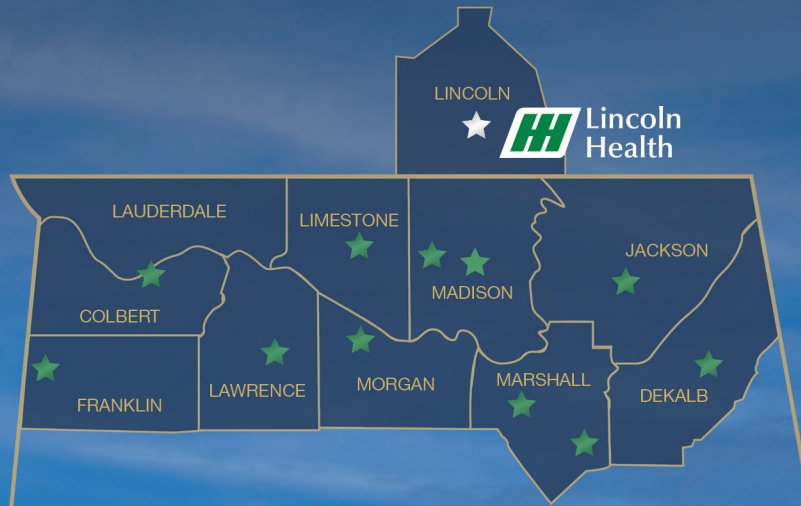 LINCOLN
Lincoln
Health
LAUDERDALE
LIMESTONE
MADISON
JACKSON
COLBERT
FRANKLIN
LAWRENCE
MORGAN
MARSHALL
DEKALB